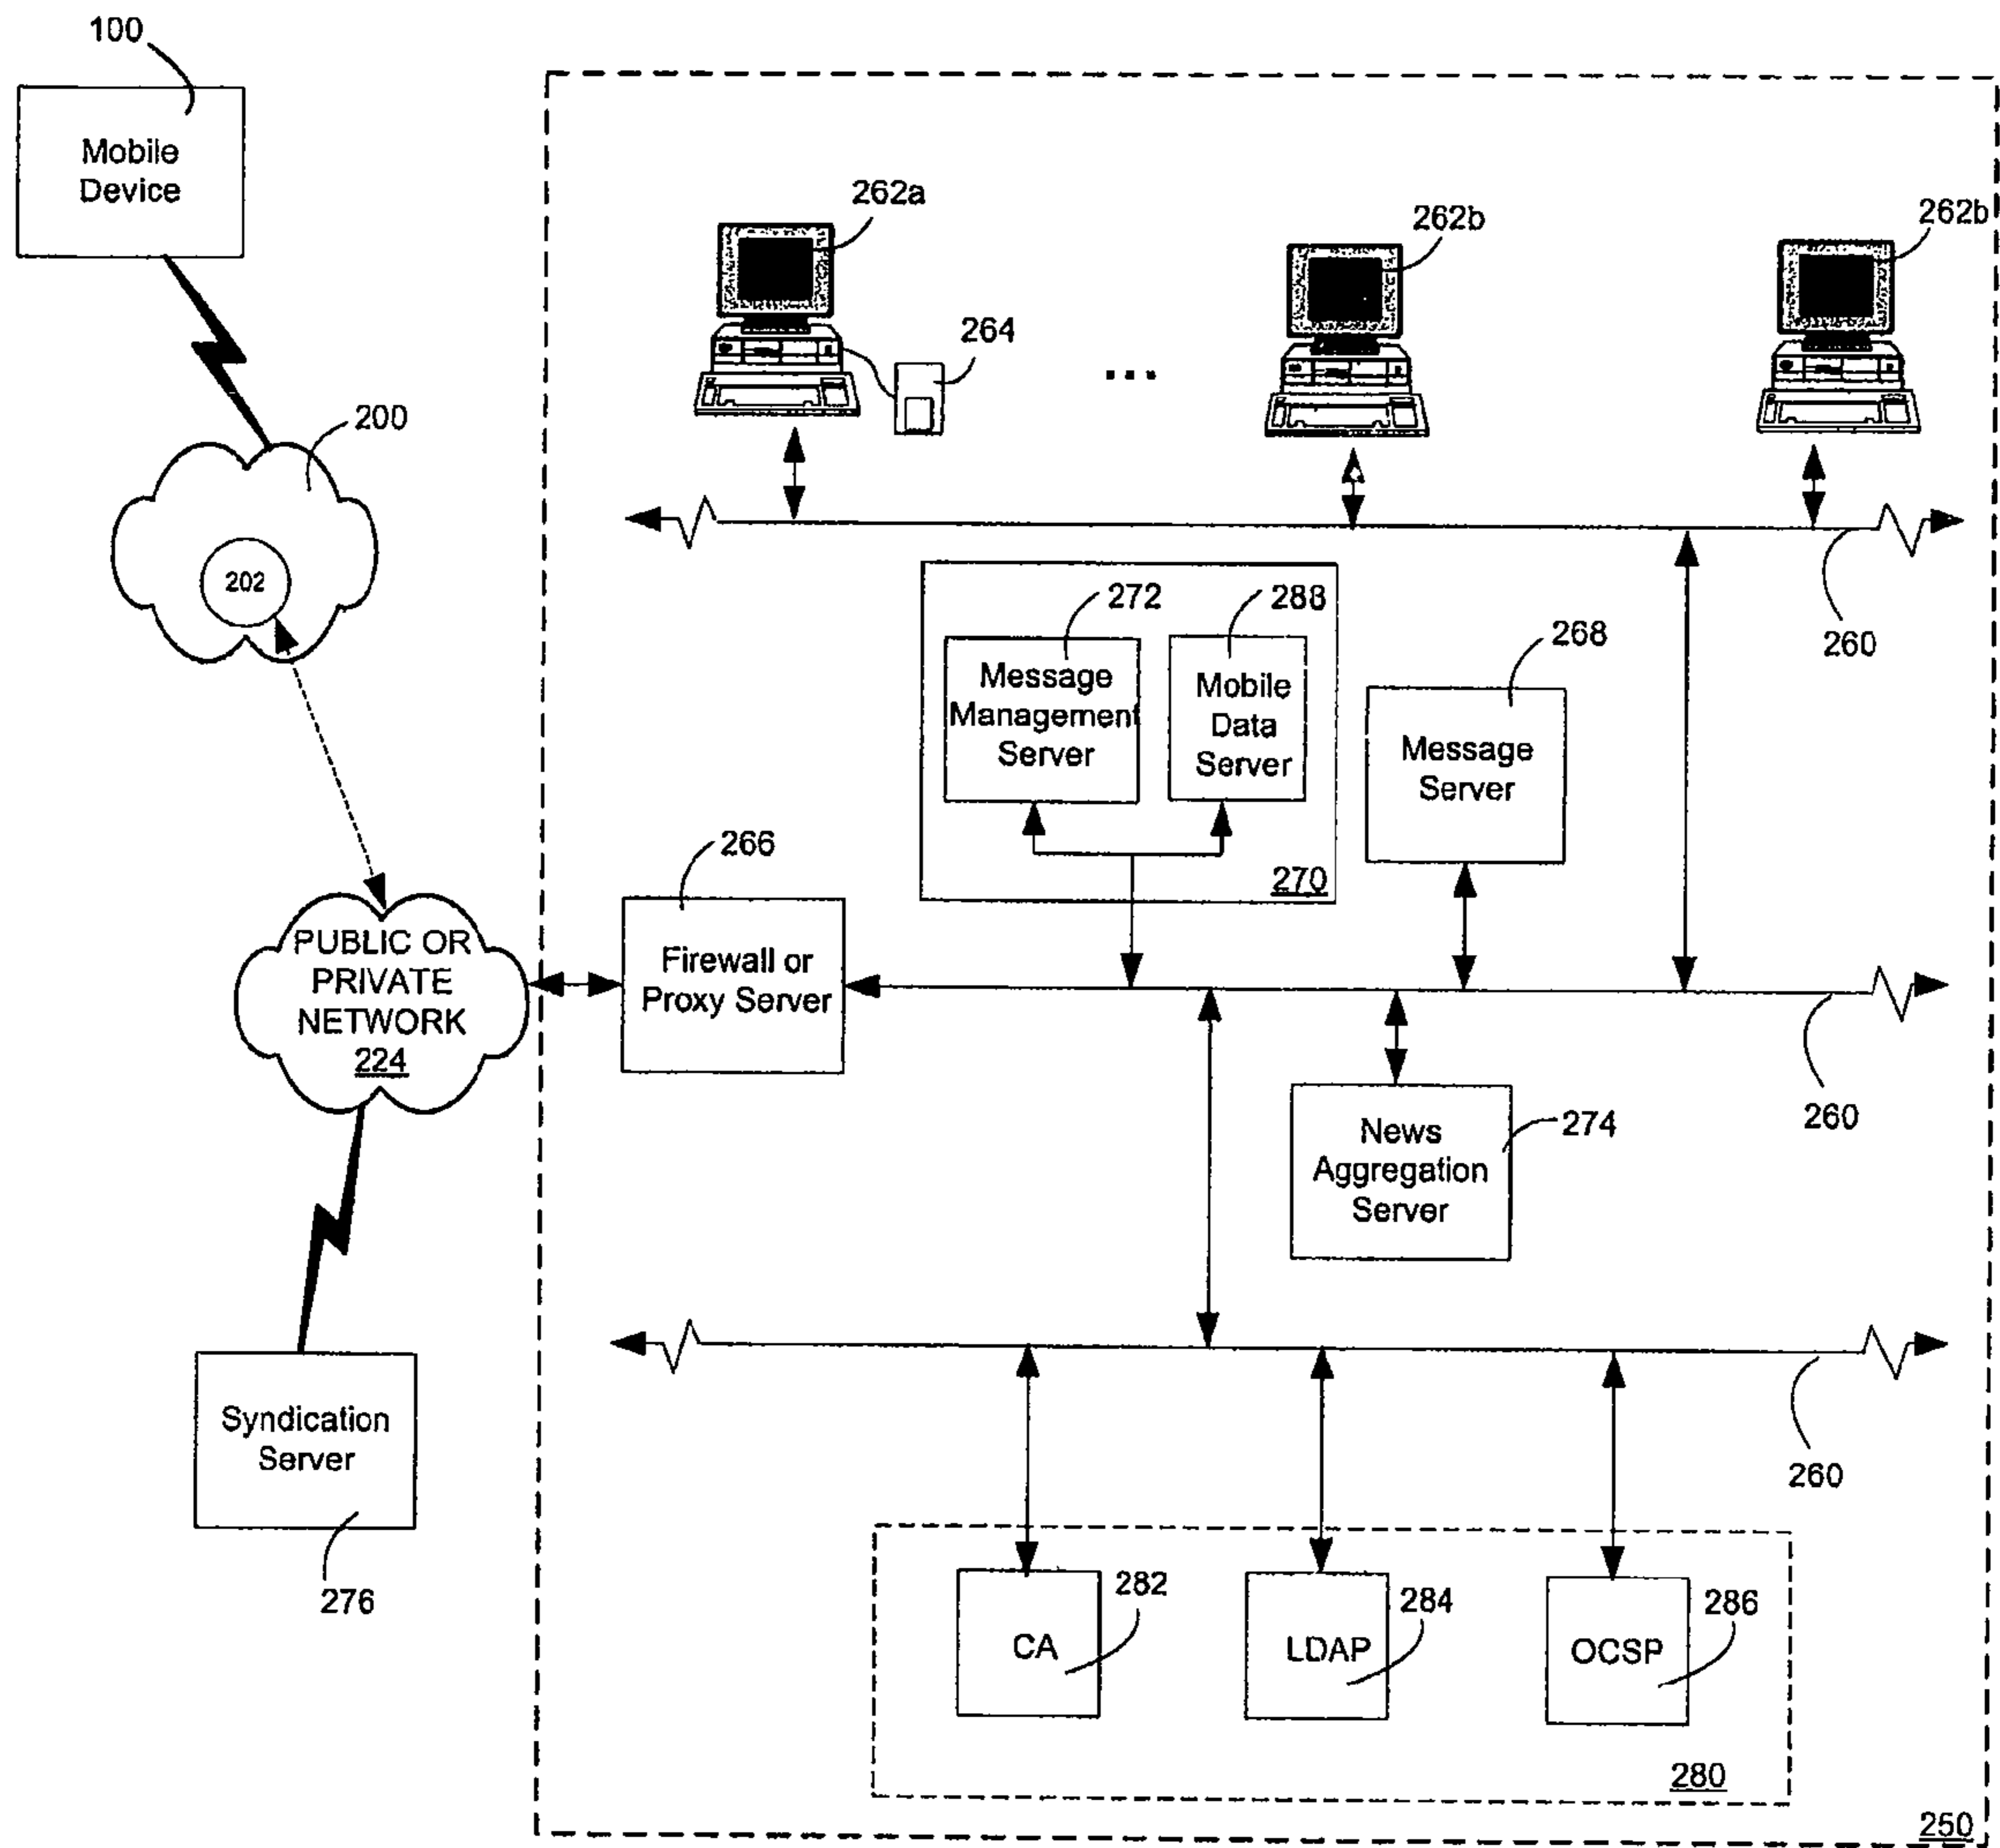 100
Mobile
Device
262a
262b
262b
264
...
200
202
260
272
288
268
Message
Management
Server
Mobile
Data
Server
Message
Server
266
270
PUBLIC OR
PRIVATE
NETWORK
224
Firewall or
Proxy Server
260
News
Aggregation
Server
274
Syndication
Server
276
260
282
284
286
CA
LDAP
OCSP
280
250